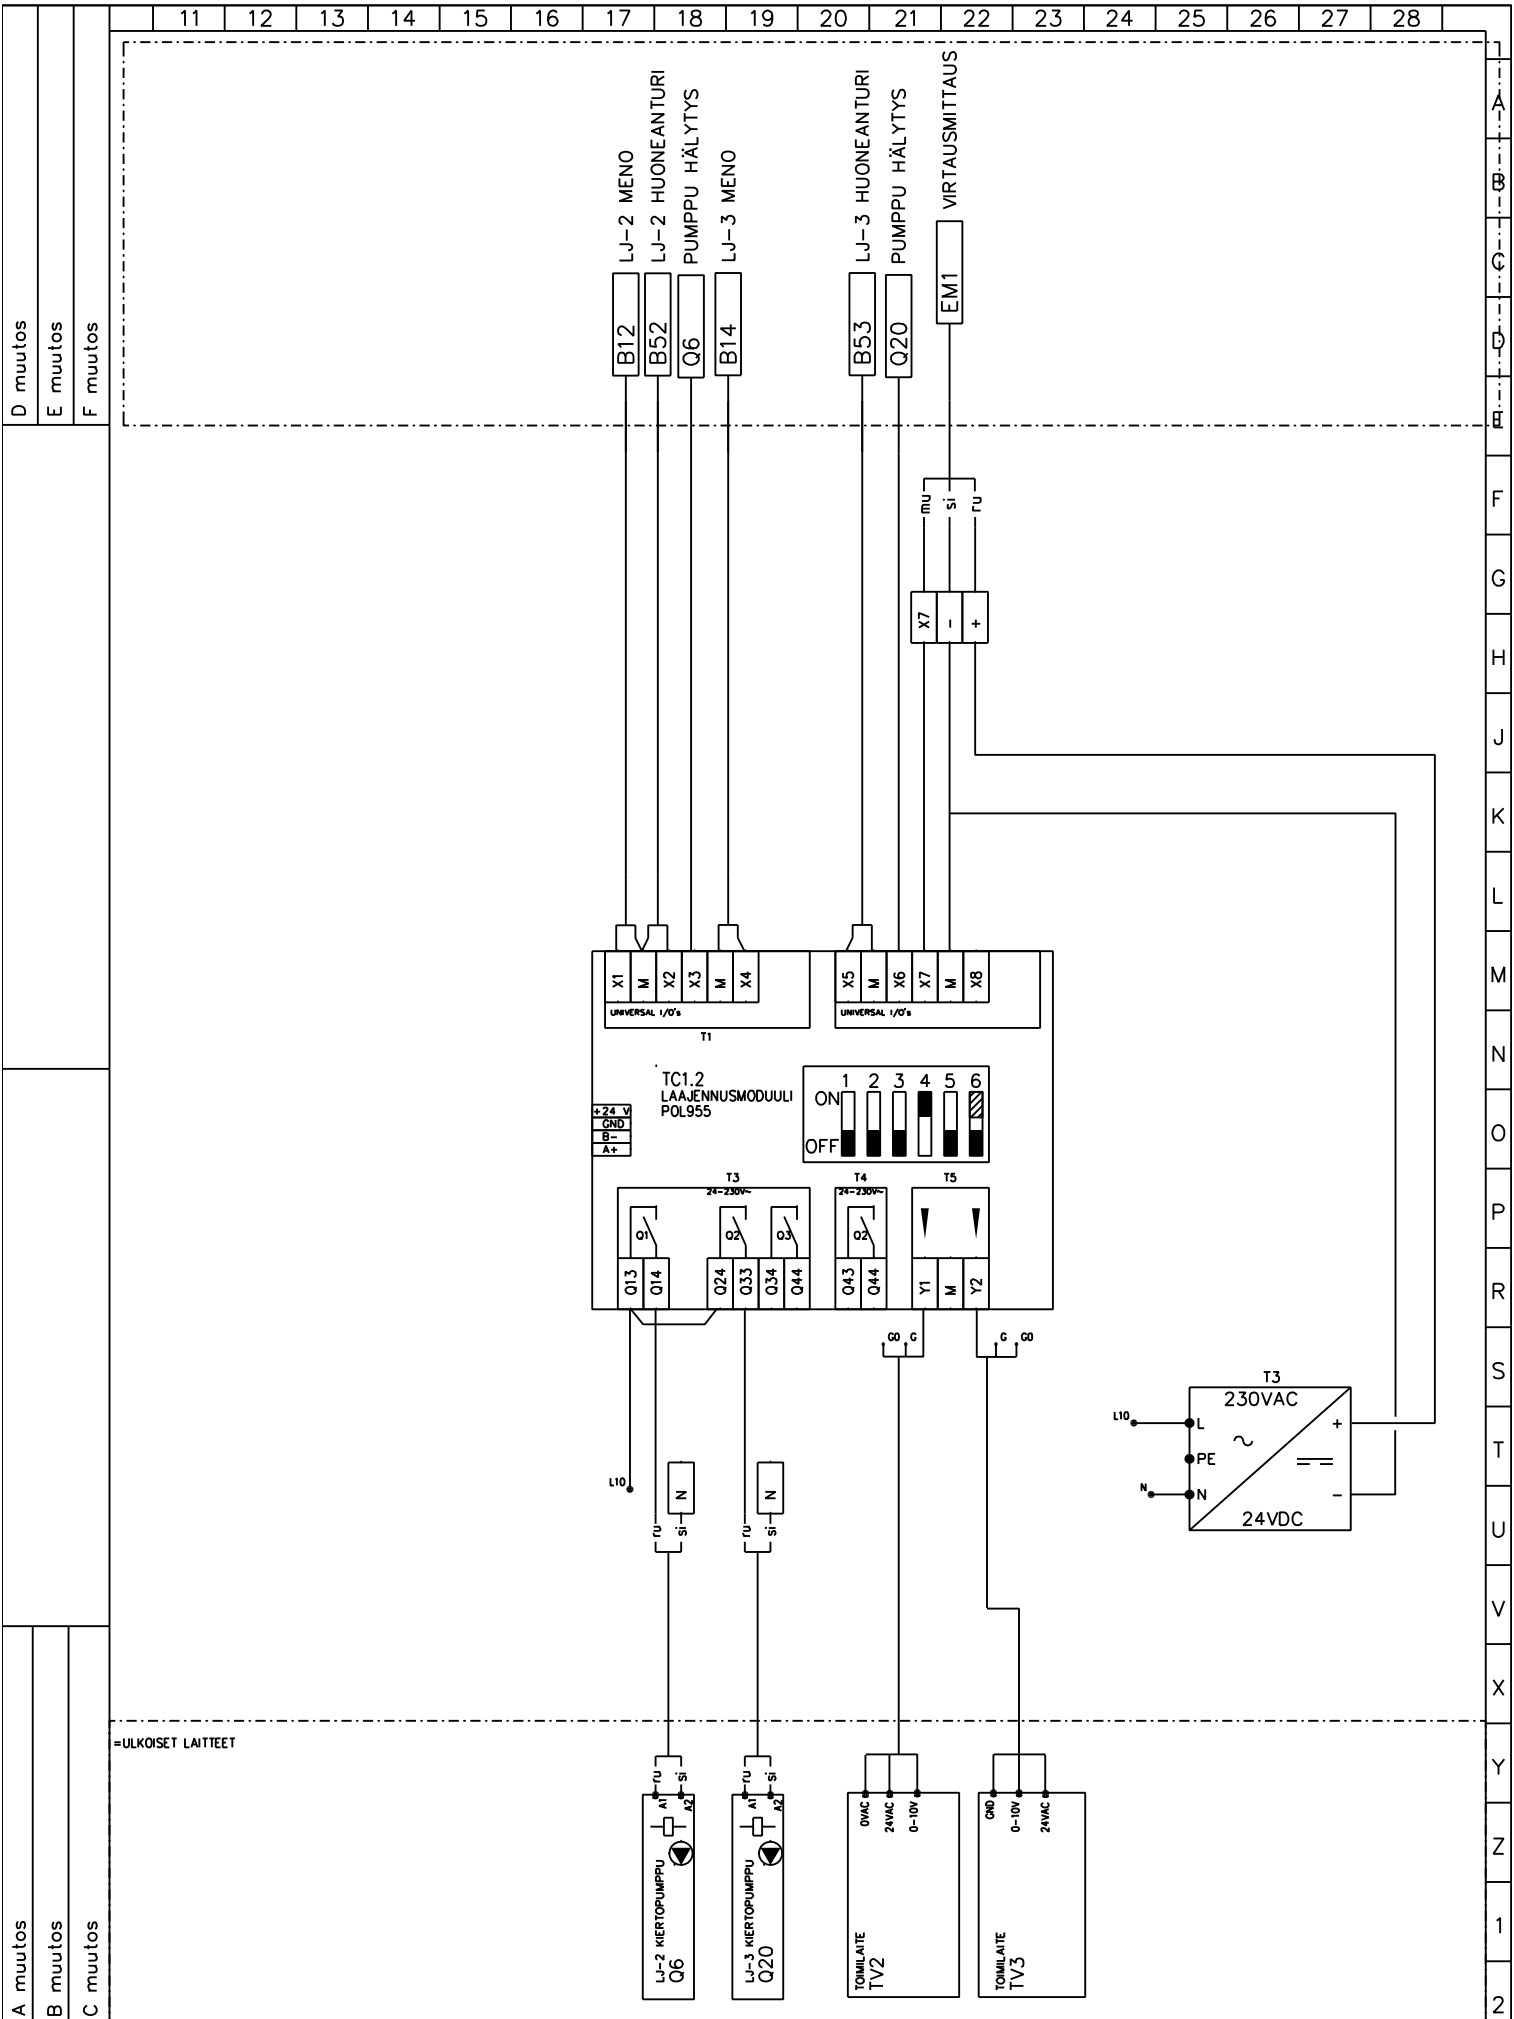 11 12 13 14 15 16 17 18 19 20 21 22 23 24 25 26 27 28
A
B
C
D
E
F
G
H
J
K
L
M
N
O
P
R
S
T
U
V
X
Y
Z
1
2
D muutos
E muutos
F muutos
A muutos
B muutos
C muutos
B12 LJ-2 MENO
B52 LJ-2 HUONEANTURI
Q6 PUMPPU HÄLYTYS
B14 LJ-3 MENO
B53 LJ-3 HUONEANTURI
Q20 PUMPPU HÄLYTYS
EM1 VIRTAUSMITTAUS
mu si ru
X7 - +
X1 M X2 X3 M X4
UNIVERSAL I/O's
T1
X5 M X6 X7 M X8
UNIVERSAL I/O's
TC1.2
LAAJENNUSMODUULI
POL955
+24 V
GND
B-
A+
1 2 3 4 5 6
ON
OFF
T3
24-230V~
Q1 Q2 Q3
Q13 Q14 Q24 Q33 Q34 Q44
T4
24-230V~
Q2
Q43 Q44
T5
Y1 M Y2
G0 G
G G0
L10
N
N
ru si
ru si
T3
230VAC
L10 L +
PE
N N -
24VDC
=ULKOISET LAITTEET
ru si
A1 A2
LJ-2 KIERTOPUMPPU
Q6
ru si
A1 A2
LJ-3 KIERTOPUMPPU
Q20
0VAC
24VAC
0-10V
TOIMILAITE
TV2
GND
0-10V
24VAC
TOIMILAITE
TV3